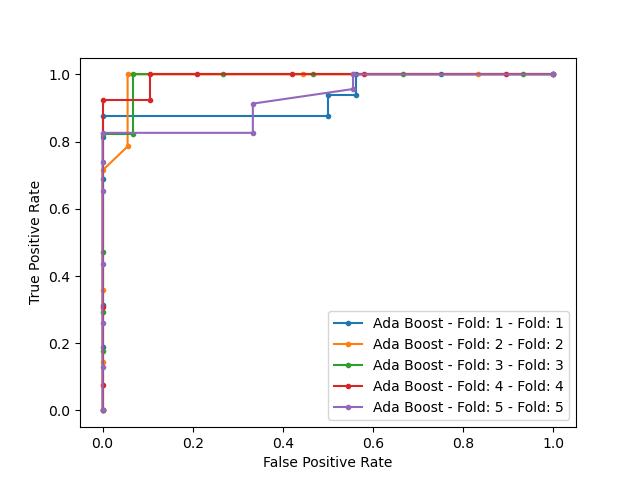 1.0
0.8
0.6
0.4
0.2
0.0
True Positive Rate
Ada Boost - Fold: 1 - Fold: 1
Ada Boost - Fold: 2 - Fold: 2
Ada Boost - Fold: 3 - Fold: 3
Ada Boost - Fold: 4 - Fold: 4
Ada Boost - Fold: 5 - Fold: 5
0.0 0.2 0.4 0.6 0.8 1.0
False Positive Rate